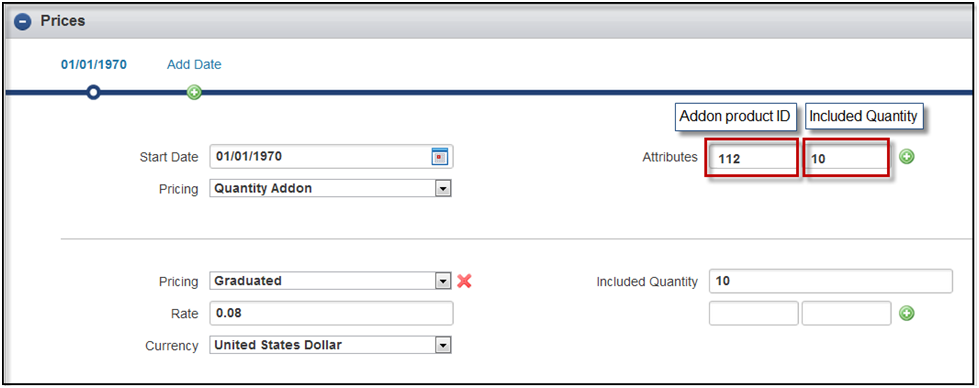 Prices
01/01/1970 Add Date
Addon product ID Included Quantity
Start Date 01/01/1970 Attributes 112 10
Pricing Quantity Addon
Pricing Graduated Included Quantity 10
Rate 0.08
Currency United States Dollar